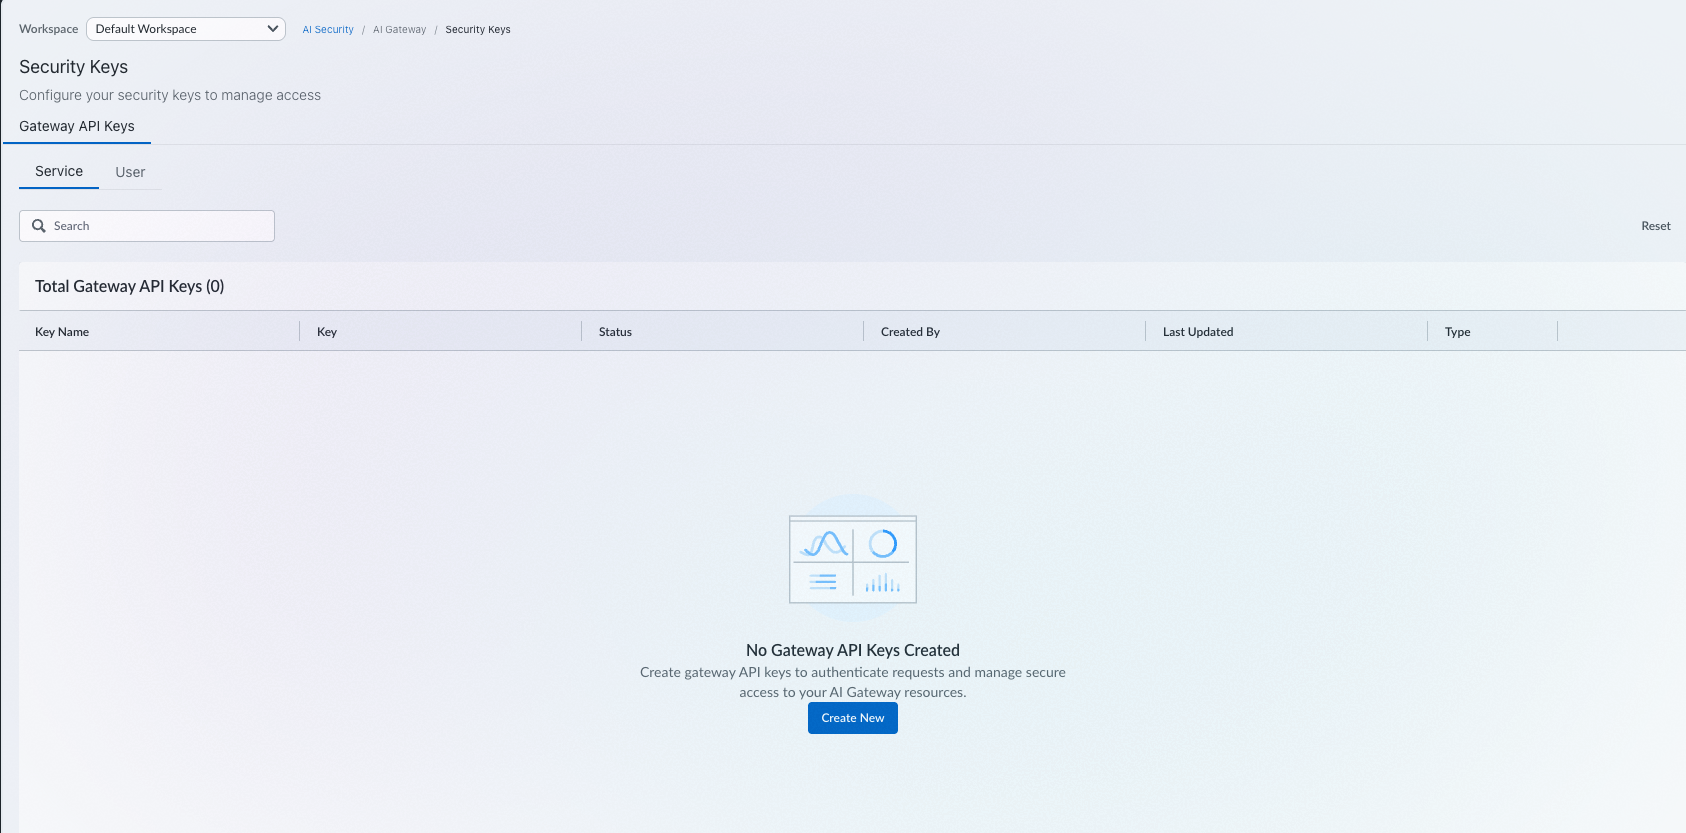 Workspace Default Workspace AI Security / AI Gateway / Security Keys
Security Keys
Configure your security keys to manage access
Gateway API Keys
Service User
Search Reset
Total Gateway API Keys (0)
Key Name Key Status Created By Last Updated Type
No Gateway API Keys Created
Create gateway API keys to authenticate requests and manage secure
access to your AI Gateway resources.
Create New